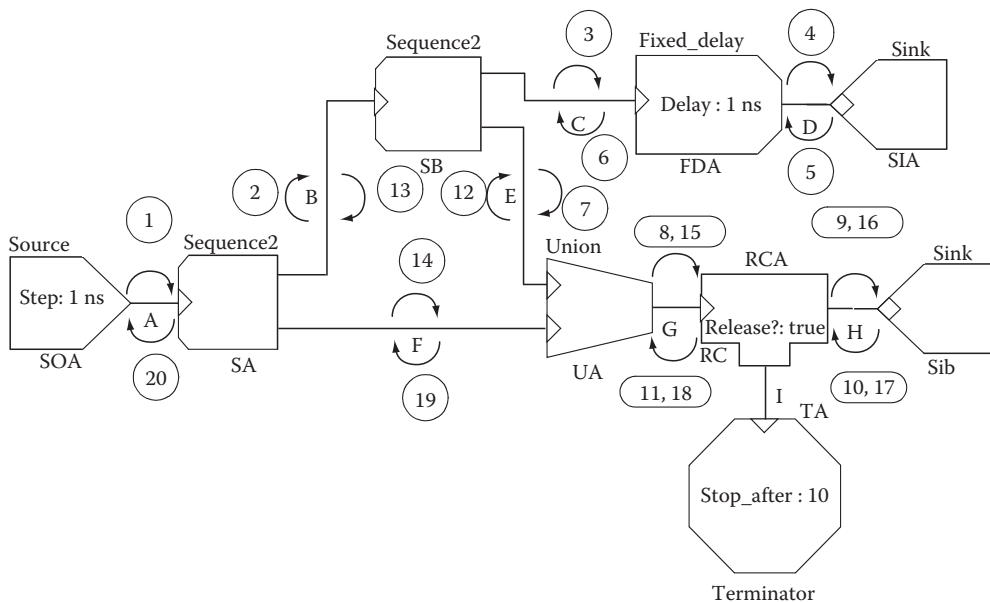 3
4
Sequence2
Fixed_delay
Sink
Delay : 1 ns
C
D
SB
6
FDA
5
SIA
2
B
13
12
E
7
1
8, 15
9, 16
Source
Sequence2
14
Union
RCA
Sink
Step: 1 ns
A
F
G
Release?: true
H
SOA
SA
UA
RC
Sib
20
19
11, 18
10, 17
I
TA
Stop_after : 10
Terminator